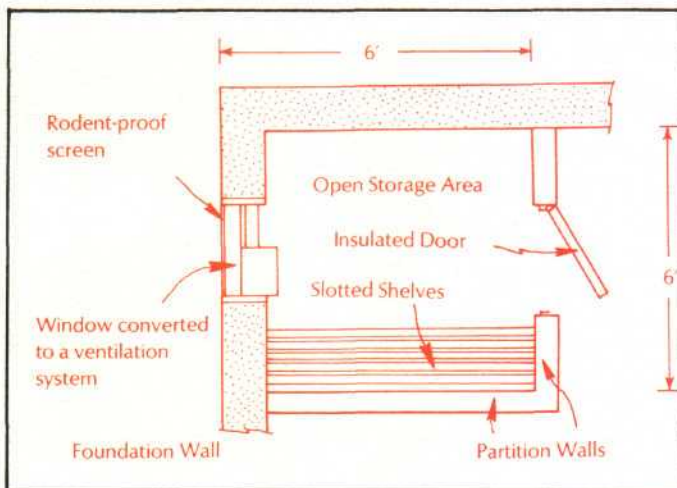 6'
Rodent-proof
screen
Open Storage Area
Insulated Door
Slotted Shelves
6'
Window converted
to a ventilation
system
Foundation Wall
Partition Walls